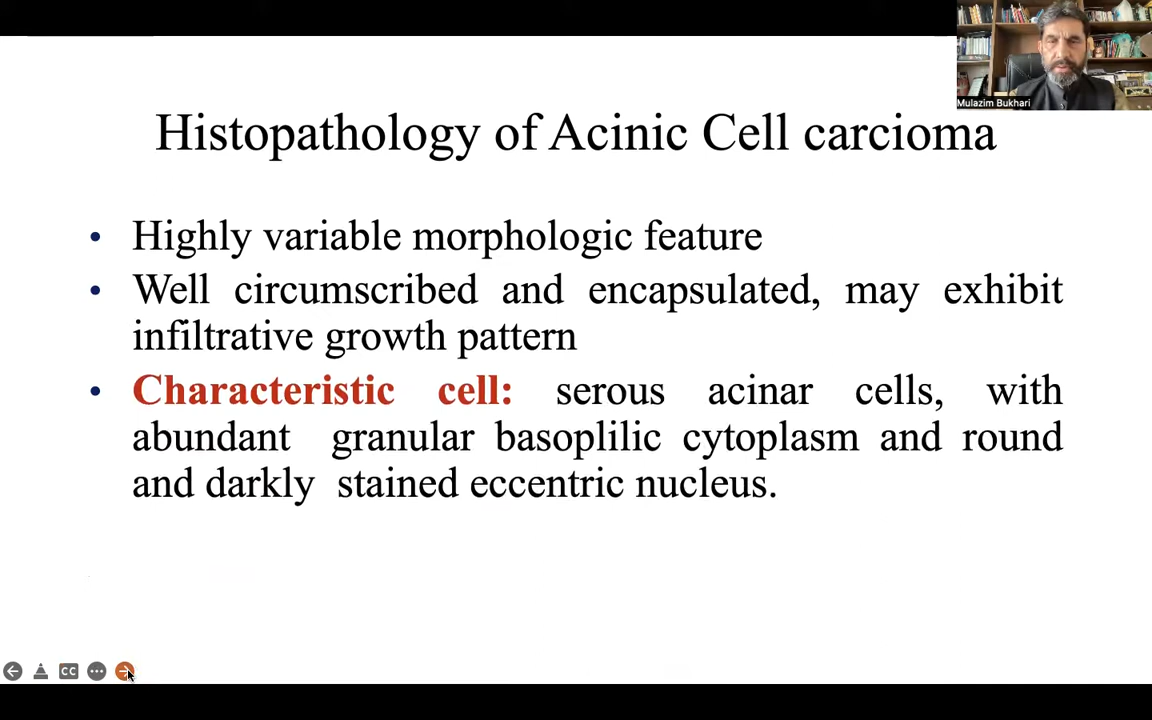 Mulazim Bukhari
Histopathology of Acinic Cell carcioma
• Highly variable morphologic feature
• Well circumscribed and encapsulated, may exhibit
infiltrative growth pattern
• Characteristic cell: serous acinar cells, with
abundant granular basoplilic cytoplasm and round
and darkly stained eccentric nucleus.
CC